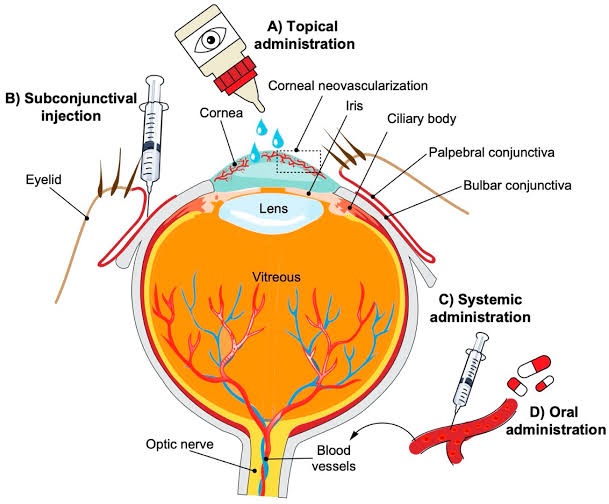 A) Topical
administration
B) Subconjunctival
injection
Corneal neovascularization
Iris
Cornea
Ciliary body
Palpebral conjunctiva
Eyelid
Bulbar conjunctiva
Lens
Vitreous
C) Systemic
administration
D) Oral
administration
Optic nerve
Blood
vessels